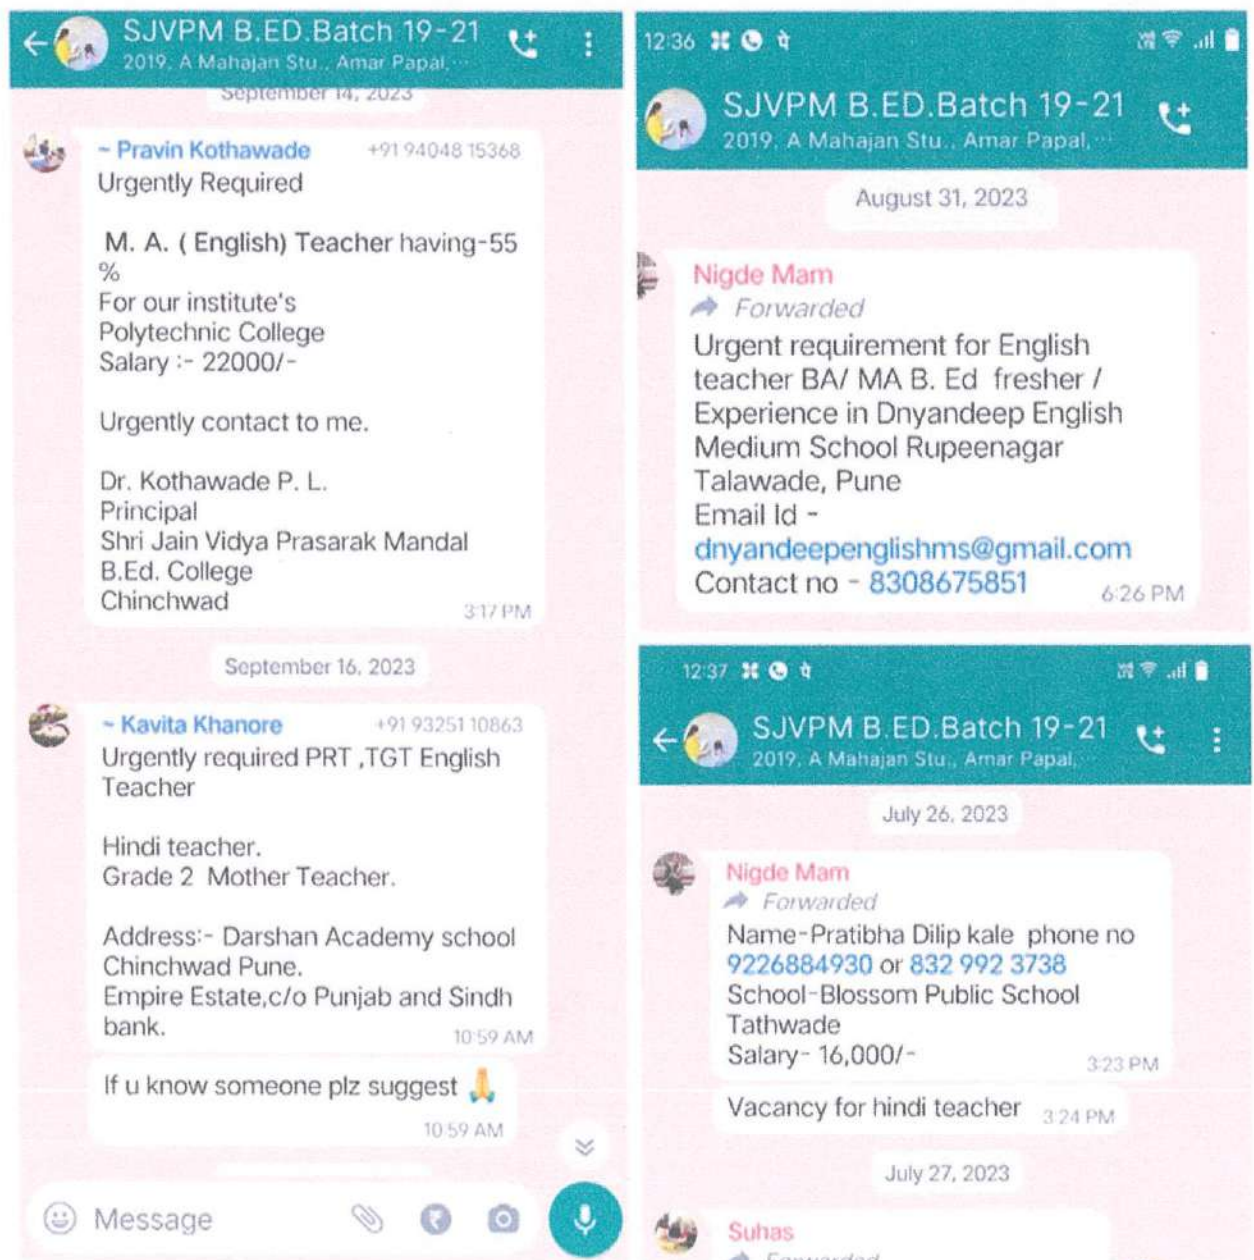 SJVPM B.ED.Batch 19-21
2019, A Mahajan Stu., Amar Papal,...
September 14, 2023
~ Pravin Kothawade +91 94048 15368
Urgently Required
M. A. ( English) Teacher having-55
%
For our institute's
Polytechnic College
Salary :- 22000/-
Urgently contact to me.
Dr. Kothawade P. L.
Principal
Shri Jain Vidya Prasarak Mandal
B.Ed. College
Chinchwad
3:17 PM
September 16, 2023
~ Kavita Khanore +91 93251 10863
Urgently required PRT ,TGT English
Teacher
Hindi teacher.
Grade 2 Mother Teacher.
Address:- Darshan Academy school
Chinchwad Pune.
Empire Estate,c/o Punjab and Sindh
bank.
10:59 AM
If u know someone plz suggest 🙏
10:59 AM
Message
12:36
SJVPM B.ED.Batch 19-21
2019, A Mahajan Stu., Amar Papal,...
August 31, 2023
Nigde Mam
Forwarded
Urgent requirement for English
teacher BA/ MA B. Ed fresher /
Experience in Dnyandeep English
Medium School Rupeenagar
Talawade, Pune
Email Id -
dnyandeepenglishms@gmail.com
Contact no - 8308675851
6:26 PM
12:37
SJVPM B.ED.Batch 19-21
2019, A Mahajan Stu., Amar Papal,...
July 26, 2023
Nigde Mam
Forwarded
Name-Pratibha Dilip kale phone no
9226884930 or 832 992 3738
School-Blossom Public School
Tathwade
Salary- 16,000/-
3:23 PM
Vacancy for hindi teacher 3:24 PM
July 27, 2023
Suhas
Forwarded